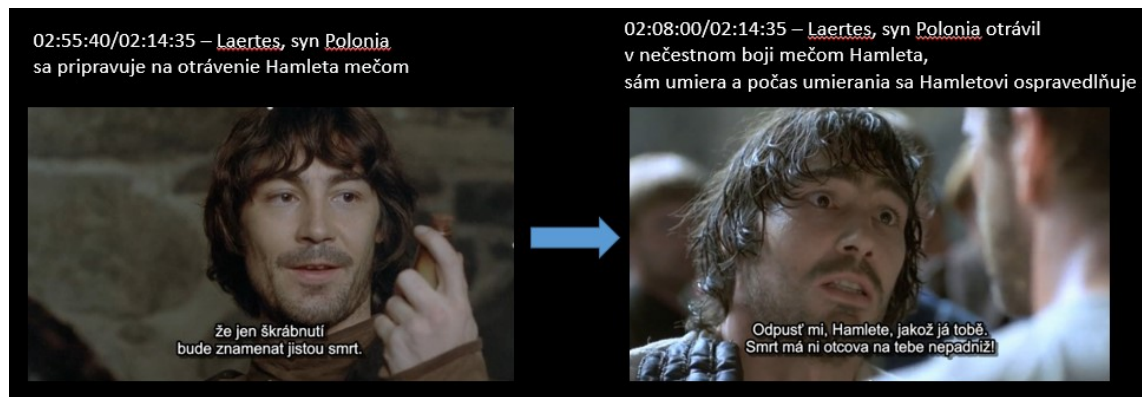 02:55:40/02:14:35 – Laertes, syn Polonia
sa pripravuje na otrávenie Hamleta mečom
02:08:00/02:14:35 – Laertes, syn Polonia otrávil
v nečestnom boji mečom Hamleta,
sám umiera a počas umierania sa Hamletovi ospravedlňuje
že jen škrábnutí
bude znamenat jistou smrt.
Odpusť mi, Hamlete, jakož já tobě.
Smrt má ni otcova na tebe nepadniž!